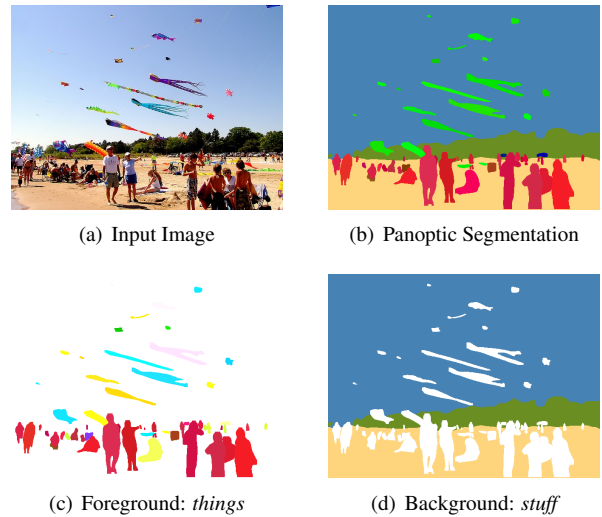 (a) Input Image
(b) Panoptic Segmentation
(c) Foreground: things
(d) Background: stuff